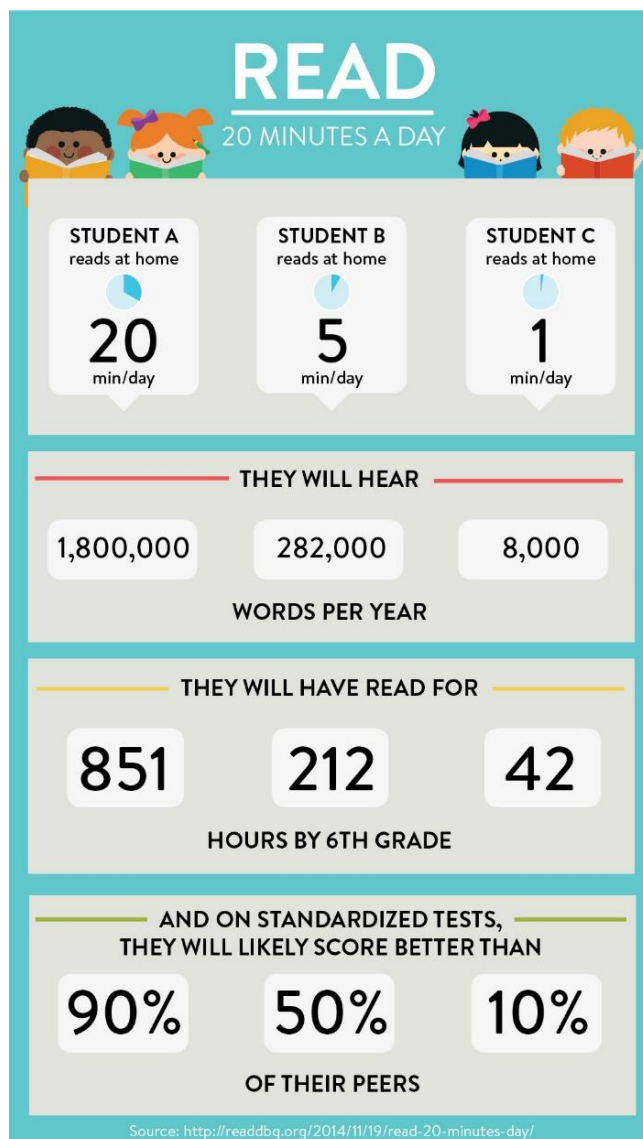 READ
20 MINUTES A DAY
STUDENT A
reads at home
20
min/day
STUDENT B
reads at home
5
min/day
STUDENT C
reads at home
1
min/day
THEY WILL HEAR
1,800,000 282,000 8,000
WORDS PER YEAR
THEY WILL HAVE READ FOR
851 212 42
HOURS BY 6TH GRADE
AND ON STANDARDIZED TESTS,
THEY WILL LIKELY SCORE BETTER THAN
90% 50% 10%
OF THEIR PEERS
Source: http://readdbq.org/2014/11/19/read-20-minutes-day/